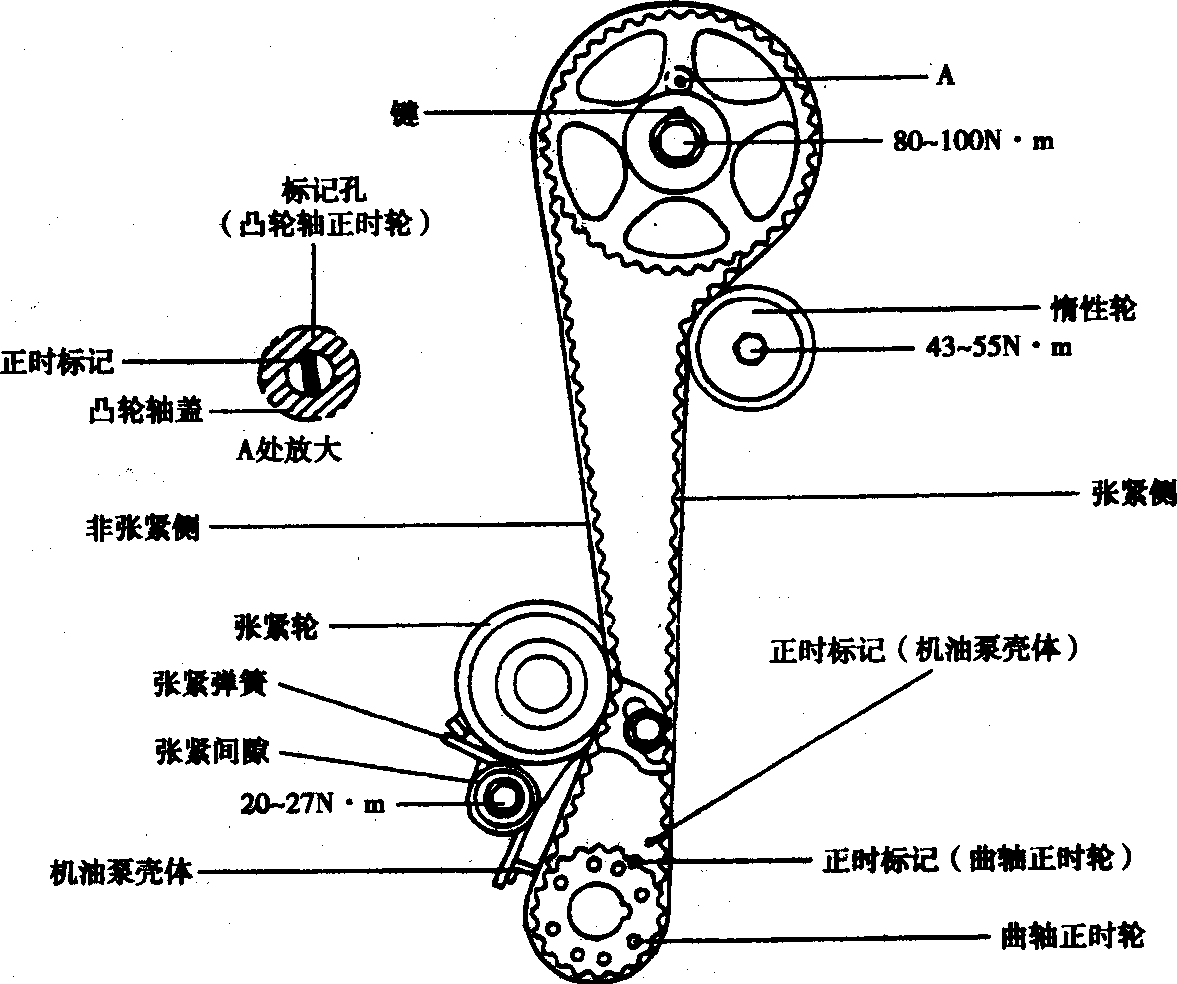 A
键
80~100N·m
标记孔
(凸轮轴正时轮)
惰性轮
43~55N·m
正时标记
凸轮轴盖
A处放大
张紧侧
非张紧侧
张紧轮
正时标记(机油泵壳体)
张紧弹簧
张紧间隙
20~27N·m
正时标记(曲轴正时轮)
机油泵壳体
曲轴正时轮